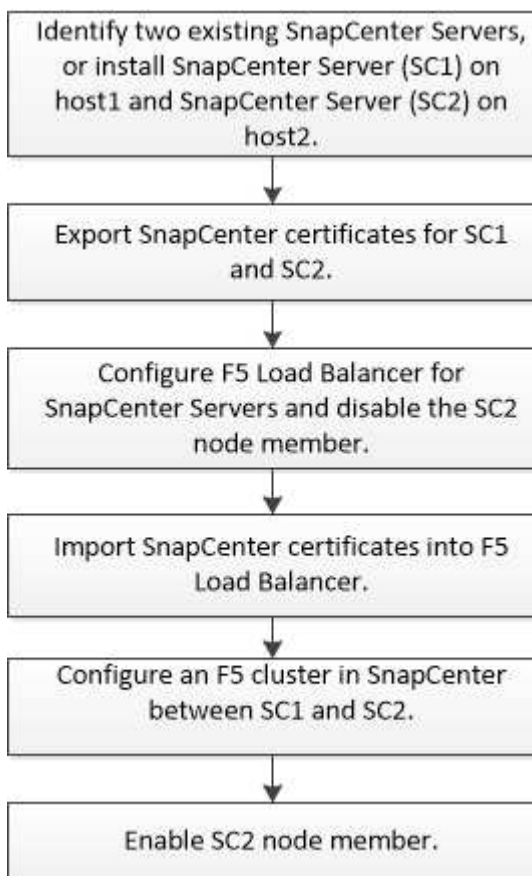 Identify two existing SnapCenter Servers,
or install SnapCenter Server (SC1) on
host1 and SnapCenter Server (SC2) on
host2.
Export SnapCenter certificates for SC1
and SC2.
Configure F5 Load Balancer for
SnapCenter Servers and disable the SC2
node member.
Import SnapCenter certificates into F5
Load Balancer.
Configure an F5 cluster in SnapCenter
between SC1 and SC2.
Enable SC2 node member.